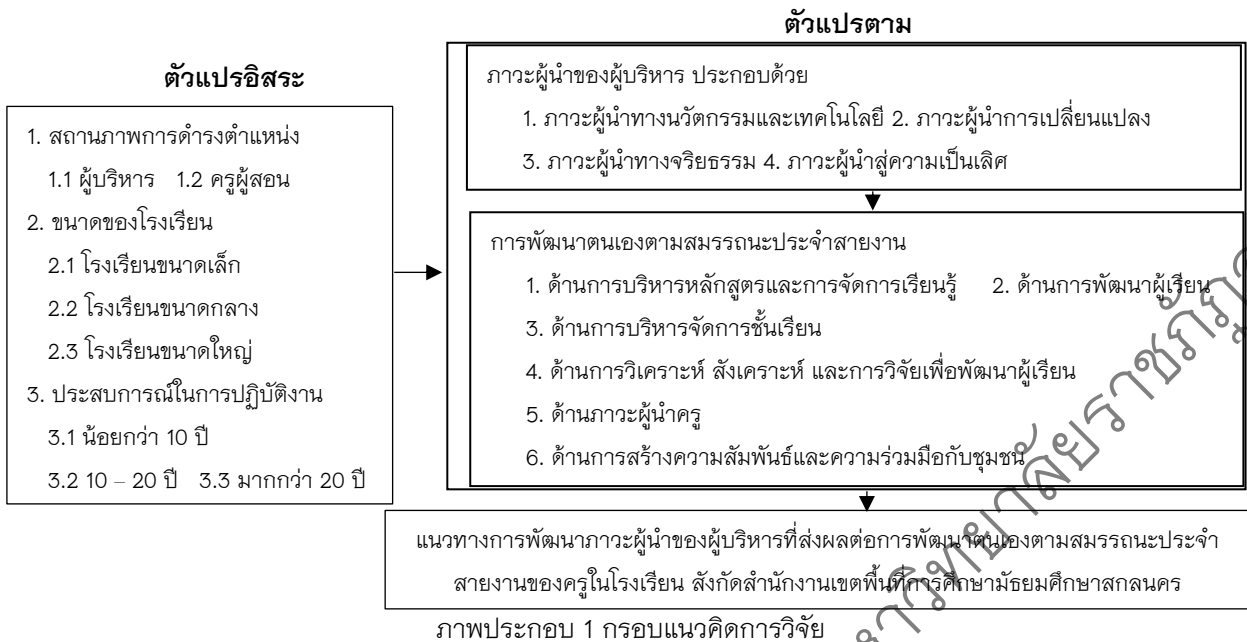 ตัวแปรตาม
ตัวแปรอิสระ
1. สถานภาพการดำรงตำแหน่ง
1.1 ผู้บริหาร 1.2 ครูผู้สอน
2. ขนาดของโรงเรียน
2.1 โรงเรียนขนาดเล็ก
2.2 โรงเรียนขนาดกลาง
2.3 โรงเรียนขนาดใหญ่
3. ประสบการณ์ในการปฏิบัติงาน
3.1 น้อยกว่า 10 ปี
3.2 10 – 20 ปี 3.3 มากกว่า 20 ปี
ภาวะผู้นำของผู้บริหาร ประกอบด้วย
1. ภาวะผู้นำทางนวัตกรรมและเทคโนโลยี 2. ภาวะผู้นำการเปลี่ยนแปลง
3. ภาวะผู้นำทางจริยธรรม 4. ภาวะผู้นำสู่ความเป็นเลิศ
การพัฒนาตนเองตามสมรรถนะประจำสายงาน
1. ด้านการบริหารหลักสูตรและการจัดการเรียนรู้ 2. ด้านการพัฒนาผู้เรียน
3. ด้านการบริหารจัดการชั้นเรียน
4. ด้านการวิเคราะห์ สังเคราะห์ และการวิจัยเพื่อพัฒนาผู้เรียน
5. ด้านภาวะผู้นำครู
6. ด้านการสร้างความสัมพันธ์และความร่วมมือกับชุมชน
แนวทางการพัฒนาภาวะผู้นำของผู้บริหารที่ส่งผลต่อการพัฒนาตนเองตามสมรรถนะประจำ
สายงานของครูในโรงเรียน สังกัดสำนักงานเขตพื้นที่การศึกษามัธยมศึกษาสกลนคร
ภาพประกอบ 1 กรอบแนวคิดการวิจัย